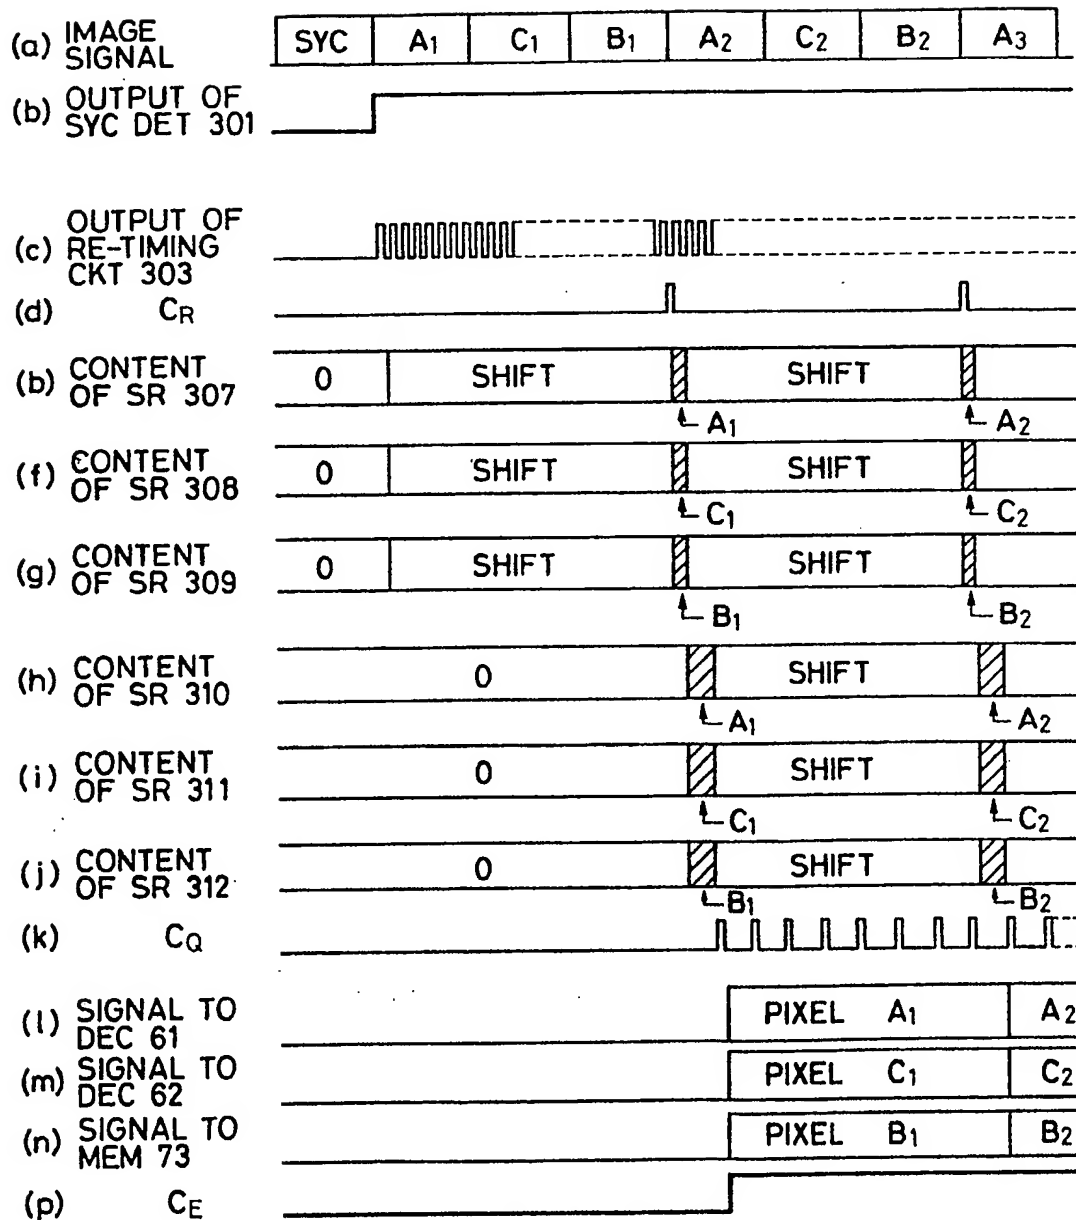 (a) IMAGE SIGNAL SYC A1 C1 B1 A2 C2 B2 A3
(b) OUTPUT OF SYC DET 301
(c) OUTPUT OF RE-TIMING CKT 303
(d) CR
(b) CONTENT OF SR 307 0 SHIFT SHIFT
A1 A2
(f) CONTENT OF SR 308 0 SHIFT SHIFT
C1 C2
(g) CONTENT OF SR 309 0 SHIFT SHIFT
B1 B2
(h) CONTENT OF SR 310 0 SHIFT
A1 A2
(i) CONTENT OF SR 311 0 SHIFT
C1 C2
(j) CONTENT OF SR 312 0 SHIFT
B1 B2
(k) CQ
(l) SIGNAL TO DEC 61 PIXEL A1 A2
(m) SIGNAL TO DEC 62 PIXEL C1 C2
(n) SIGNAL TO MEM 73 PIXEL B1 B2
(p) CE